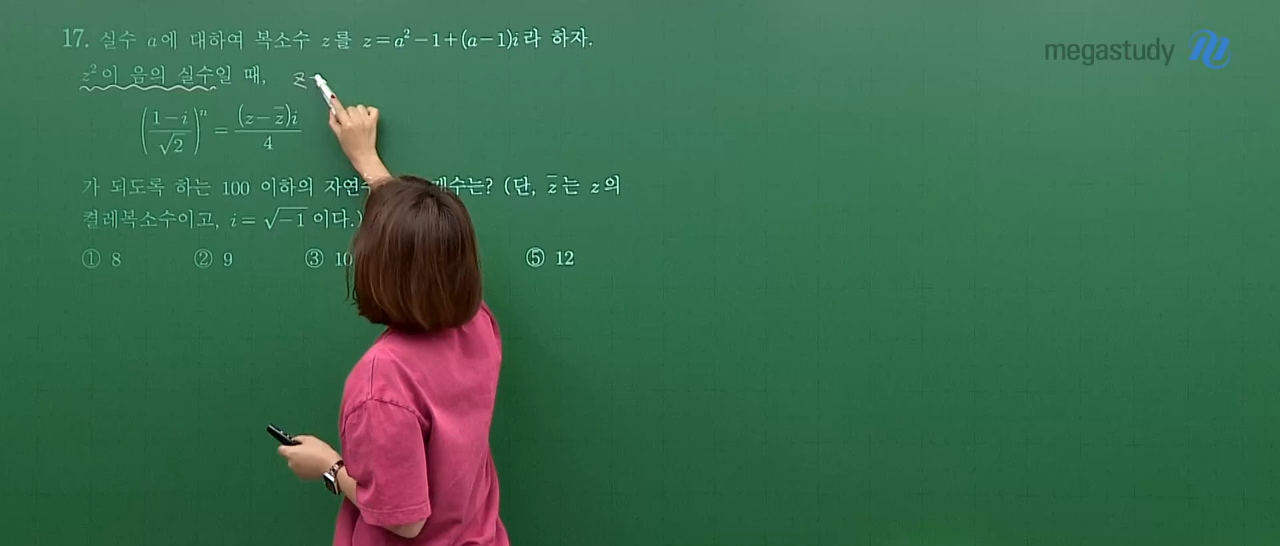 17. 실수 a에 대하여 복소수 z를 z=a²-1+(a-1)i라 하자.
z²이 음의 실수일 때, z
((1-i)/√2)ⁿ = ((z-z̄)i)/4
가 되도록 하는 100 이하의 자연 개수는? (단, z̄는 z의
켤레복소수이고, i=√-1이다.)
① 8 ② 9 ③ 10 ⑤ 12
megastudy